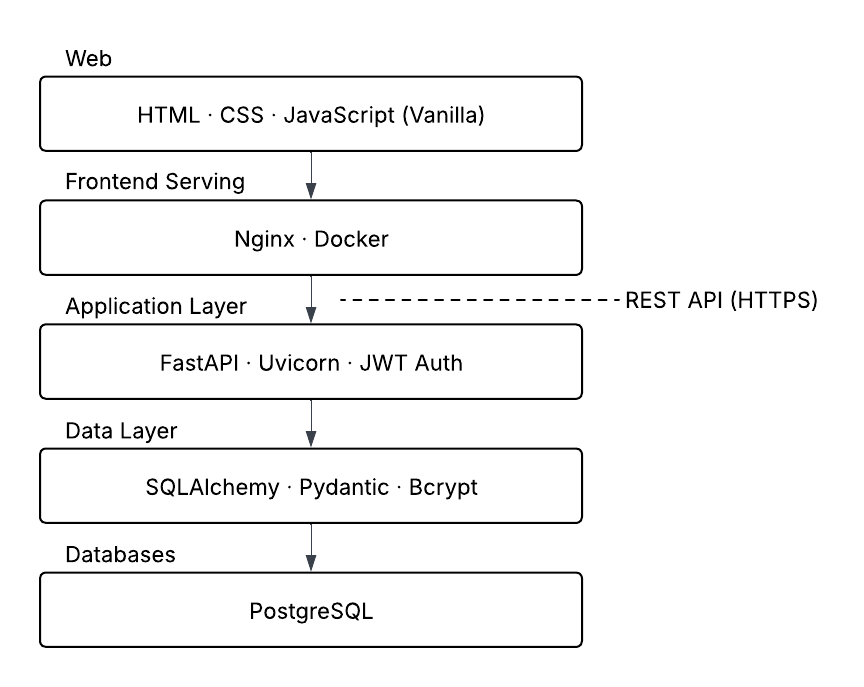 Web
HTML · CSS · JavaScript (Vanilla)
Frontend Serving
Nginx · Docker
REST API (HTTPS)
Application Layer
FastAPI · Uvicorn · JWT Auth
Data Layer
SQLAlchemy · Pydantic · Bcrypt
Databases
PostgreSQL